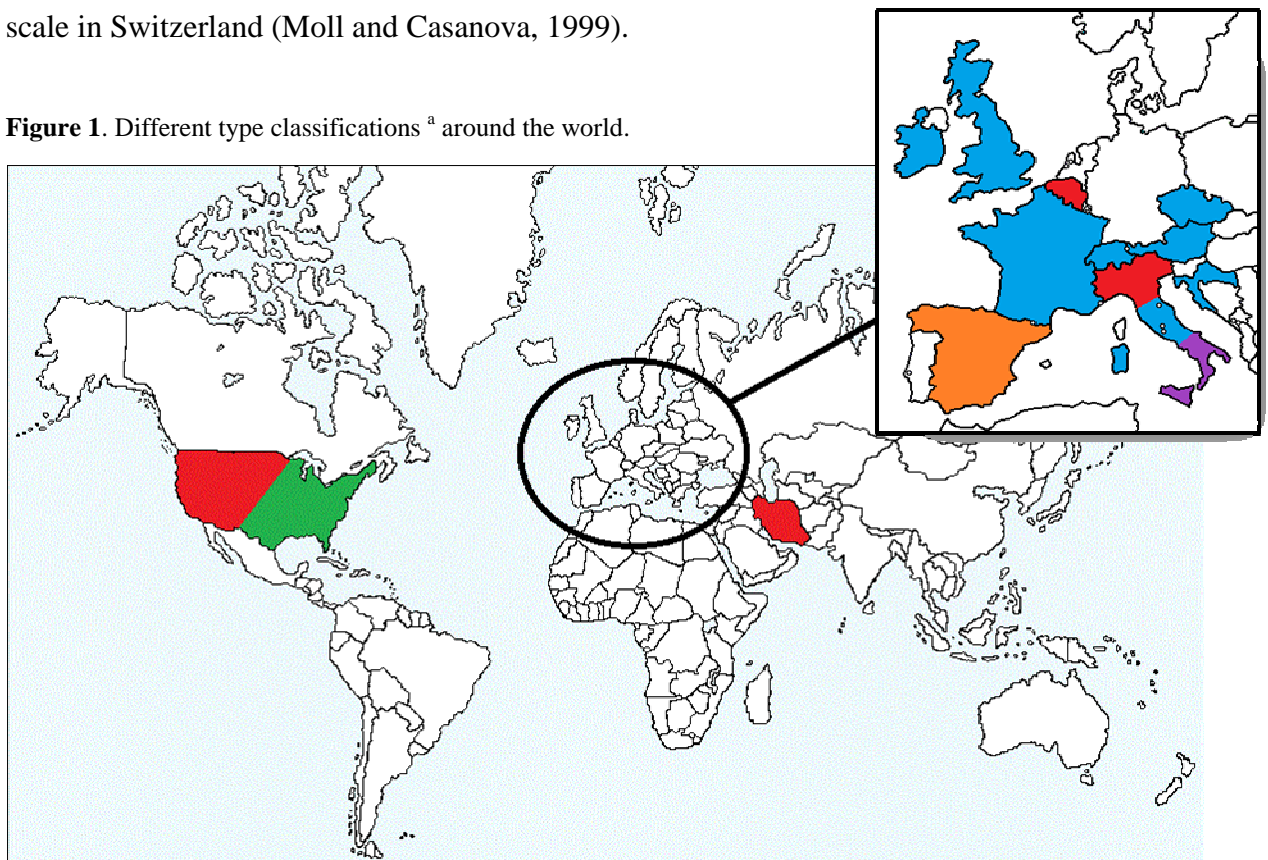 scale in Switzerland (Moll and Casanova, 1999).
Figure 1. Different type classifications a around the world.